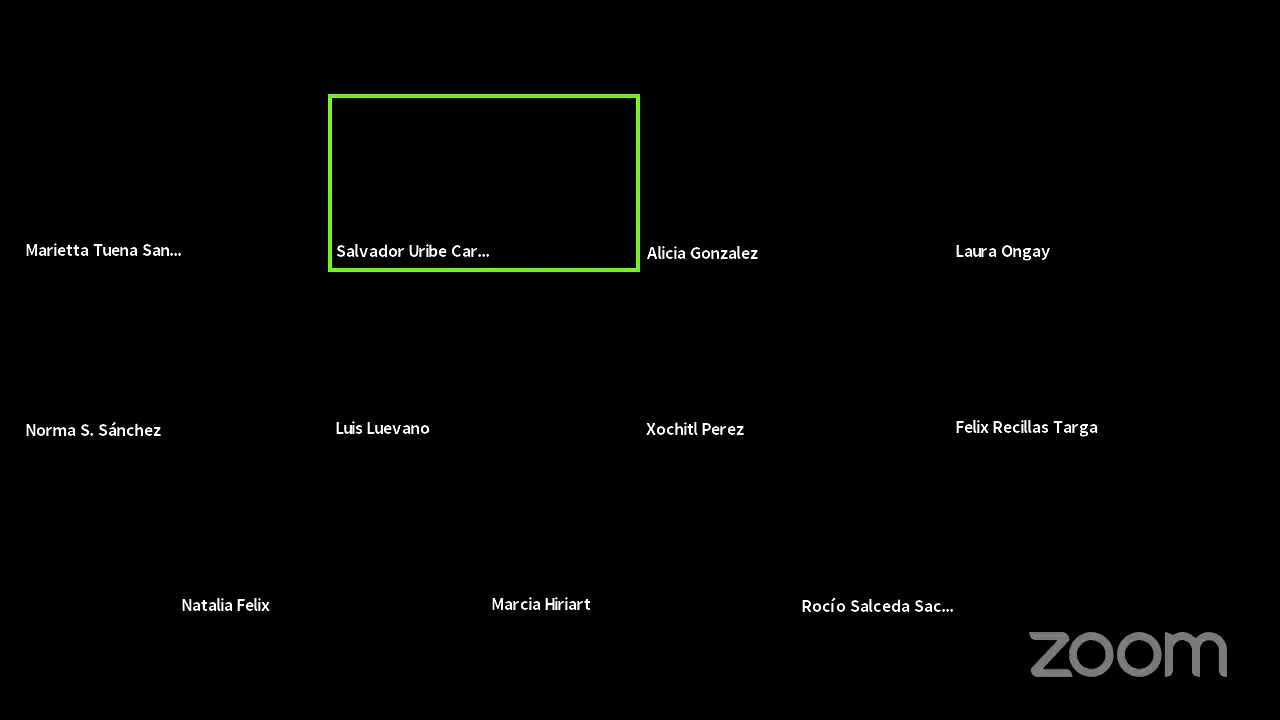 Marietta Tuena San...
Salvador Uribe Car...
Alicia Gonzalez
Laura Ongay
Norma S. Sánchez
Luis Luevano
Xochitl Perez
Felix Recillas Targa
Natalia Felix
Marcia Hiriart
Rocío Salceda Sac...
zoom